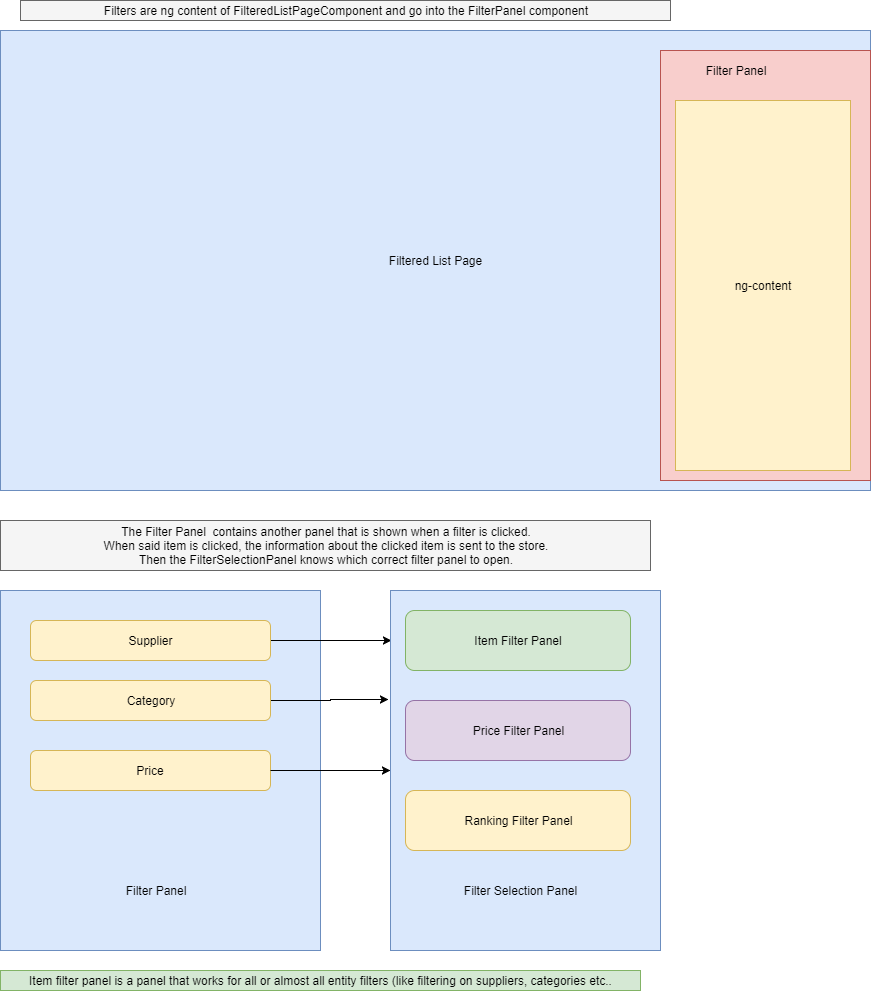 Filters are ng content of FilteredListPageComponent and go into the FilterPanel component
Filter Panel
Filtered List Page
ng-content
The Filter Panel  contains another panel that is shown when a filter is clicked.
When said item is clicked, the information about the clicked item is sent to the store.
Then the FilterSelectionPanel knows which correct filter panel to open.
Supplier
Category
Price
Filter Panel
Item Filter Panel
Price Filter Panel
Ranking Filter Panel
Filter Selection Panel
Item filter panel is a panel that works for all or almost all entity filters (like filtering on suppliers, categories etc..